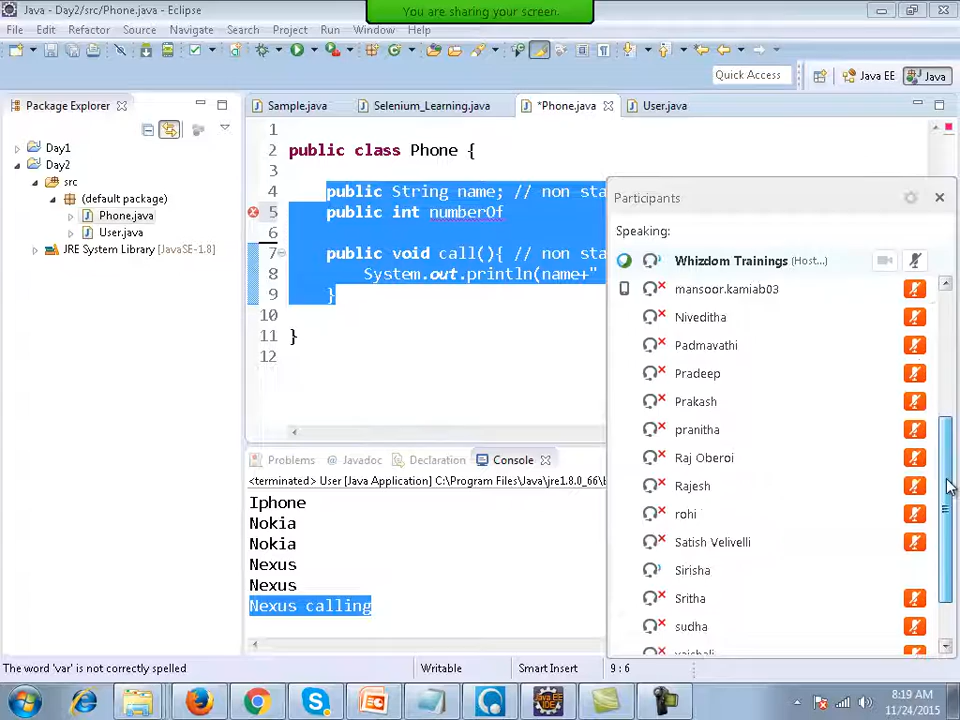 Java - Day2/src/Phone.java - Eclipse
You are sharing your screen.
File Edit Refactor Source Navigate Search Project Run Window Help
Quick Access
Java EE
Java
Package Explorer
Sample.java
Selenium_Learning.java
*Phone.java
User.java
Day1
Day2
src
(default package)
Phone.java
User.java
JRE System Library [JavaSE-1.8]
1
2 public class Phone {
3
4 public String name; // non sta
5 public int numberOf
6
7 public void call(){ // non sta
8 System.out.println(name+"
9 }
10
11 }
12
Participants
Speaking:
Whizdom Trainings (Host...)
mansoor.kamiab03
Niveditha
Padmavathi
Pradeep
Prakash
pranitha
Raj Oberoi
Rajesh
rohi
Satish Velivelli
Sirisha
Sritha
sudha
vaishali
Problems @ Javadoc Declaration Console
<terminated> User [Java Application] C:\Program Files\Java\jre1.8.0_66\b
Iphone
Nokia
Nokia
Nexus
Nexus
Nexus calling
The word 'var' is not correctly spelled
Writable
Smart Insert
9 : 6
8:19 AM
11/24/2015